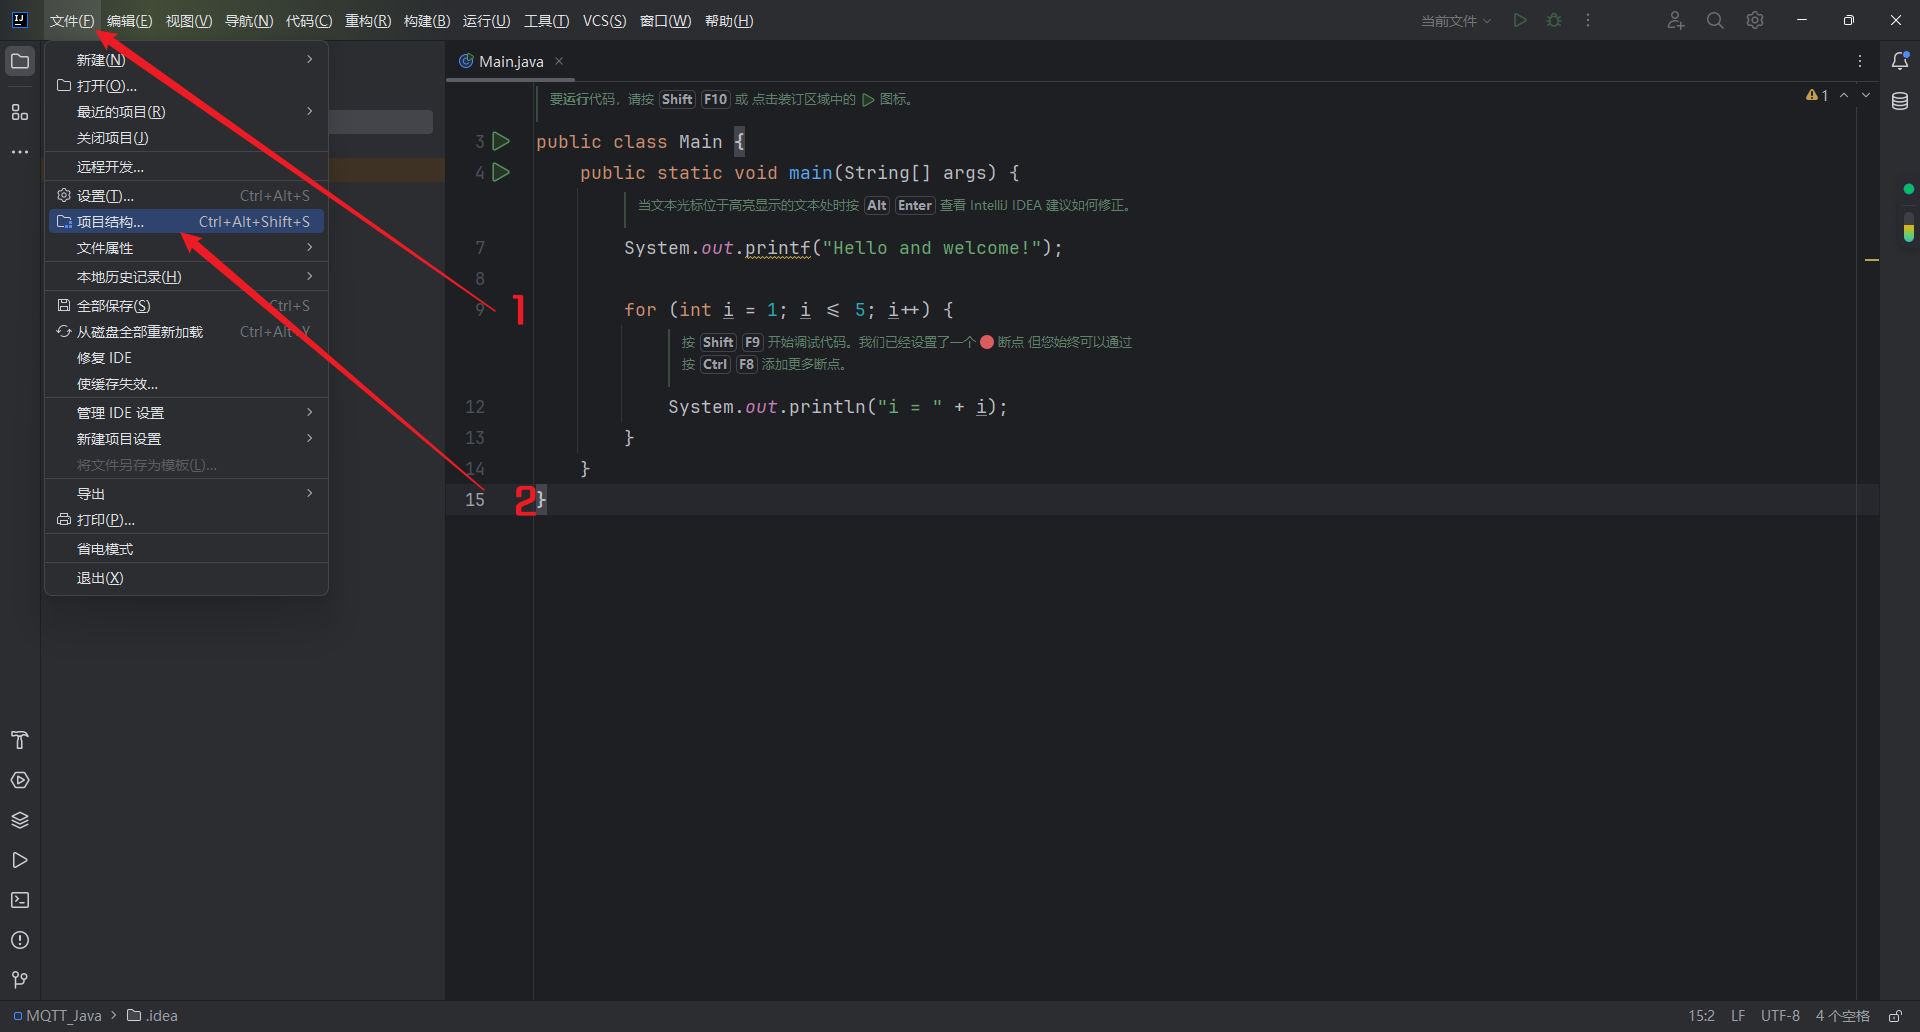 文件(F) 编辑(E) 视图(V) 导航(N) 代码(C) 重构(R) 构建(B) 运行(U) 工具(T) VCS(S) 窗口(W) 帮助(H) 当前文件
新建(N)
打开(O)...
最近的项目(R)
关闭项目(J)
远程开发...
设置(T)... Ctrl+Alt+S
项目结构... Ctrl+Alt+Shift+S
文件属性
本地历史记录(H)
全部保存(S) Ctrl+S
从磁盘全部重新加载 Ctrl+Alt+Y
修复 IDE
使缓存失效...
管理 IDE 设置
新建项目设置
将文件另存为模板(L)...
导出
打印(P)...
省电模式
退出(X)
Main.java
1
要运行代码，请按 Shift F10 或 点击装订区域中的 图标。
3 public class Main {
4 public static void main(String[] args) {
当文本光标位于高亮显示的文本处时按 Alt Enter 查看 IntelliJ IDEA 建议如何修正。
7 System.out.printf("Hello and welcome!");
8
9 1 for (int i = 1; i <= 5; i++) {
按 Shift F9 开始调试代码。我们已经设置了一个 断点 但您始终可以通过
按 Ctrl F8 添加更多断点。
12 System.out.println("i = " + i);
13 }
14 }
15 2 }
MQTT_Java > .idea 15:2 LF UTF-8 4 个空格